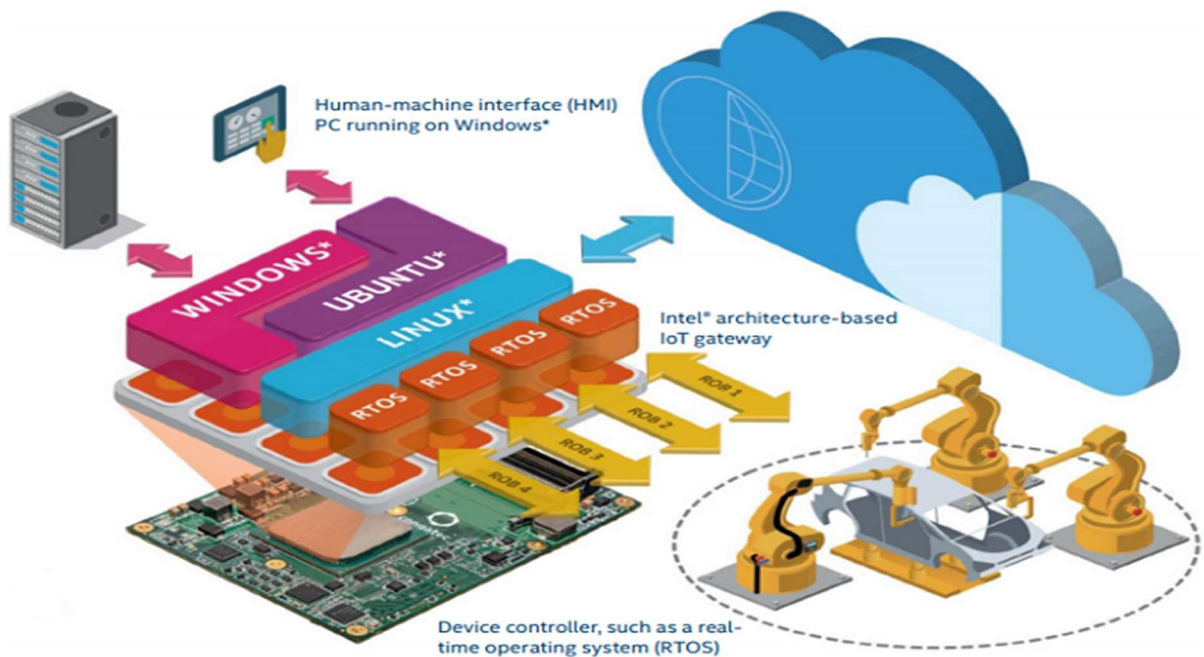 Human-machine interface (HMI)
PC running on Windows*
WINDOWS*
UBUNTU*
LINUX*
RTOS
RTOS
RTOS
RTOS
Intel® architecture-based
IoT gateway
ROB 1
ROB 2
ROB 3
ROB 4
congatec
Device controller, such as a real-
time operating system (RTOS)